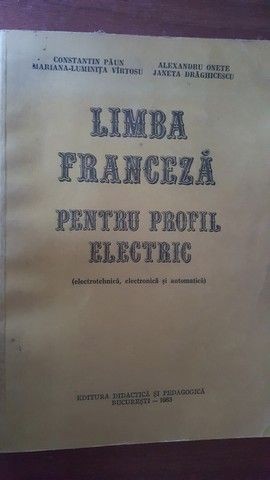 CONSTANTIN PĂUN ALEXANDRU ONETE
MARIANA-LUMINIȚA VÎRTOSU JANETA DRĂGHICESCU
LIMBA
FRANCEZĂ
PENTRU PROFIL
ELECTRIC
(electrotehnică, electronică și automatică)
EDITURA DIDACTICĂ ȘI PEDAGOGICĂ
BUCUREȘTI — 1983